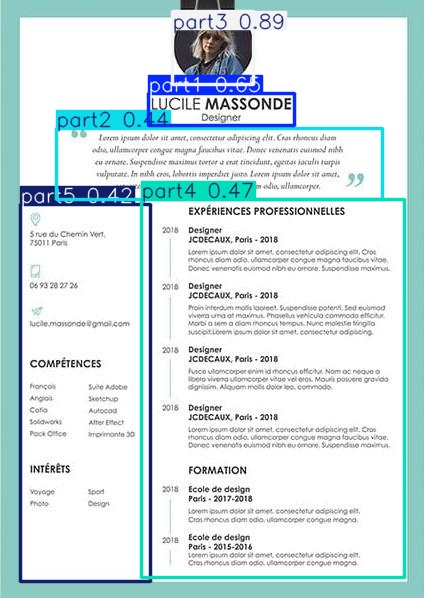 part3 0.89
part1 0.65
LUCILE MASSONDE
Designer
part2 0.44
Lorem ipsum dolor sit amet, consectetur adipiscing elit. Cras rhoncus diam
odio, ullamcorper congue magna faucibus vitae. Donec venenatis euismod nibh
eu ornare. Suspendisse maximus tortor a erat tincidunt, egestas iaculis turpis
vulputate. In nibh eros, lobortis imperdiet justo. Lorem ipsum dolor sit
odio, ullamcorper.
part5 0.42
5 rue du Chemin Vert,
75011 Paris
06 93 28 27 26
lucile.massonde@gmail.com
COMPÉTENCES
Français Suite Adobe
Anglais Sketchup
Catia Autocad
Solidworks After Effect
Pack Office Imprimante 3D
INTÉRÊTS
Voyage Sport
Photo Design
part4 0.47
EXPÉRIENCES PROFESSIONNELLES
2018 Designer
JCDECAUX, Paris - 2018
Lorem ipsum dolor sit amet, consectetur adipiscing elit. Cras
rhoncus diam odio, ullamcorper congue magna faucibus vitae.
Donec venenatis euismod nibh eu ornare. Suspendisse maximus.
2018 Designer
JCDECAUX, Paris - 2018
Proin interdum mollis laoreet. Suspendisse potenti. Sed euismod
viverra urna at maximus. Phasellus vehicula commodo efficitur.
Morbi a sem a diam rhoncus tempus. Nunc molestie fringilla
suscipit.Lorem ipsum dolor sit amet.
2018 Designer
JCDECAUX, Paris - 2018
Fusce ullamcorper enim id maximus efficitur. Nam ac neque a
libero viverra ullamcorper vitae vel eros. Mauris posuere gravida
dignissim. Aliquam mollis dolor leo, commodo.
2018 Designer
JCDECAUX, Paris - 2018
Lorem ipsum dolor sit amet, consectetur adipiscing elit. Cras
rhoncus diam odio, ullamcorper congue magna faucibus vitae.
Donec venenatis euismod nibh eu ornare. Suspendisse maximus.
FORMATION
2018 Ecole de design
Paris - 2017-2018
Lorem ipsum dolor sit amet, consectetur adipiscing elit.
Cras rhoncus diam odio, ullamcorper congue magna.
2018 Ecole de design
Paris - 2015-2016
Lorem ipsum dolor sit amet, consectetur adipiscing elit.
Cras rhoncus diam odio, ullamcorper congue magna.